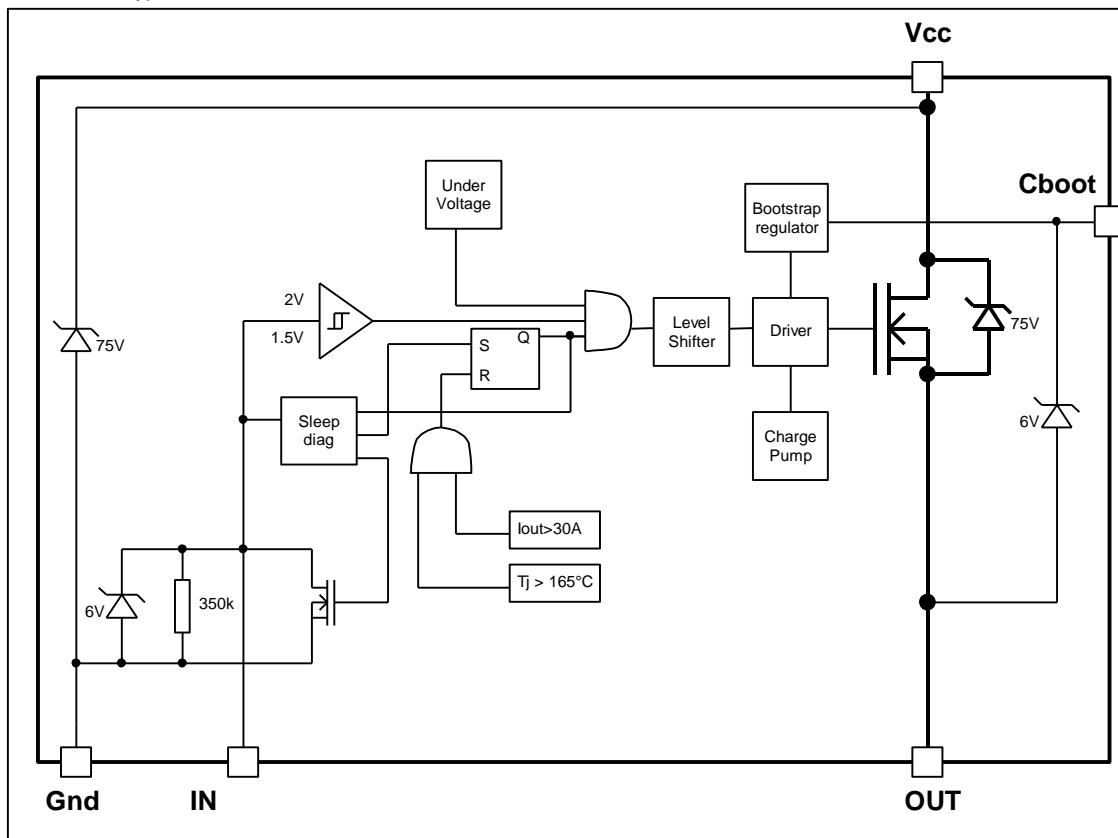 Vcc
Cboot
Under
Voltage
Bootstrap
regulator
2V
1.5V
75V
S
Q
R
Level
Shifter
Driver
75V
Sleep
diag
Charge
Pump
6V
Iout>30A
Tj > 165°C
6V
350k
Gnd
IN
OUT